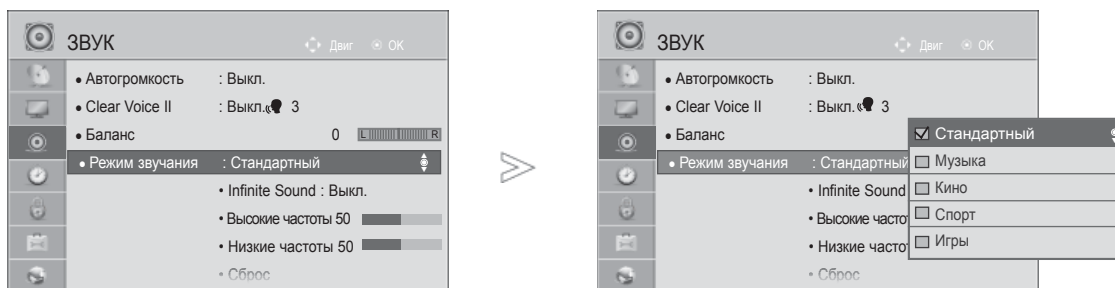 ЗВУК
Двиг OK
• Автогромкость : Выкл.
• Clear Voice II : Выкл. 3
• Баланс 0 L R
• Режим звучания : Стандартный
• Infinite Sound : Выкл.
• Высокие частоты 50
• Низкие частоты 50
• Сброс
>
ЗВУК
Двиг OK
• Автогромкость : Выкл.
• Clear Voice II : Выкл. 3
• Баланс
• Режим звучания : Стандартный
• Infinite Sound
• Высокие часто
• Низкие часто
• Сброс
Стандартный
Музыка
Кино
Спорт
Игры